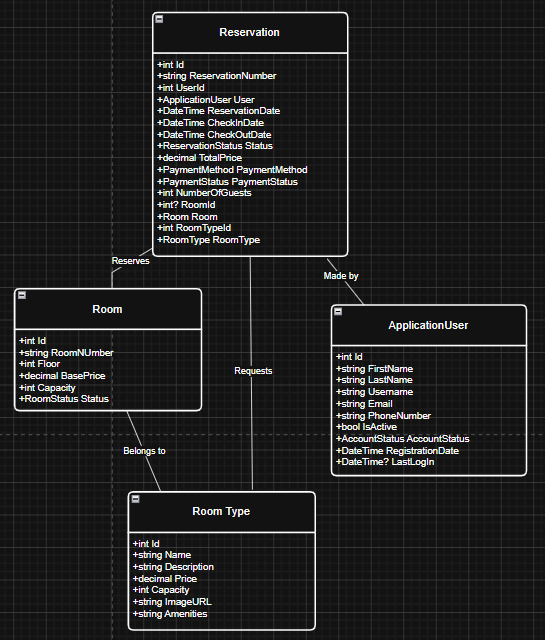 Reservation
+int Id
+string ReservationNumber
+int UserId
+ApplicationUser User
+DateTime ReservationDate
+DateTime CheckInDate
+DateTime CheckOutDate
+ReservationStatus Status
+decimal TotalPrice
+PaymentMethod PaymentMethod
+PaymentStatus PaymentStatus
+int NumberOfGuests
+int? RoomId
+Room Room
+int RoomTypeId
+RoomType RoomType
Reserves
Made by
Room
+int Id
+string RoomNUmber
+int Floor
+decimal BasePrice
+int Capacity
+RoomStatus Status
ApplicationUser
+int Id
+string FirstName
+string LastName
+string Username
+string Email
+string PhoneNumber
+bool IsActive
+AccountStatus AccountStatus
+DateTime RegistrationDate
+DateTime? LastLogIn
Requests
Belongs to
Room Type
+int Id
+string Name
+string Description
+decimal Price
+int Capacity
+string ImageURL
+string Amenities